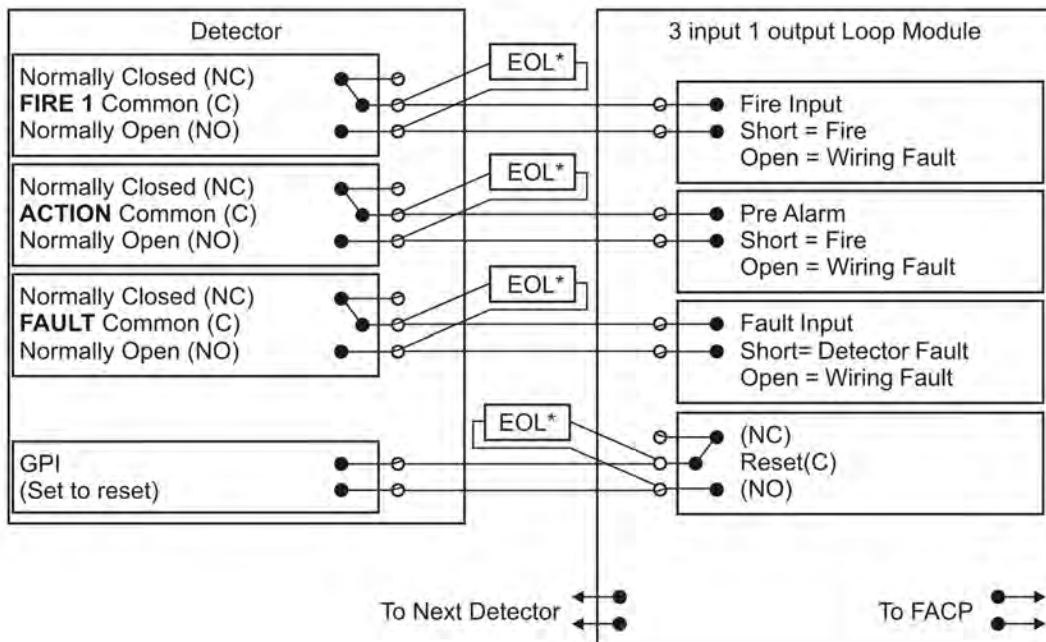 Detector
Normally Closed (NC)
FIRE 1 Common (C)
Normally Open (NO)
EOL*
Normally Closed (NC)
ACTION Common (C)
Normally Open (NO)
EOL*
Normally Closed (NC)
FAULT Common (C)
Normally Open (NO)
EOL*
GPI
(Set to reset)
EOL*
3 input 1 output Loop Module
Fire Input
Short = Fire
Open = Wiring Fault
Pre Alarm
Short = Fire
Open = Wiring Fault
Fault Input
Short= Detector Fault
Open = Wiring Fault
(NC)
Reset(C)
(NO)
To Next Detector
To FACP